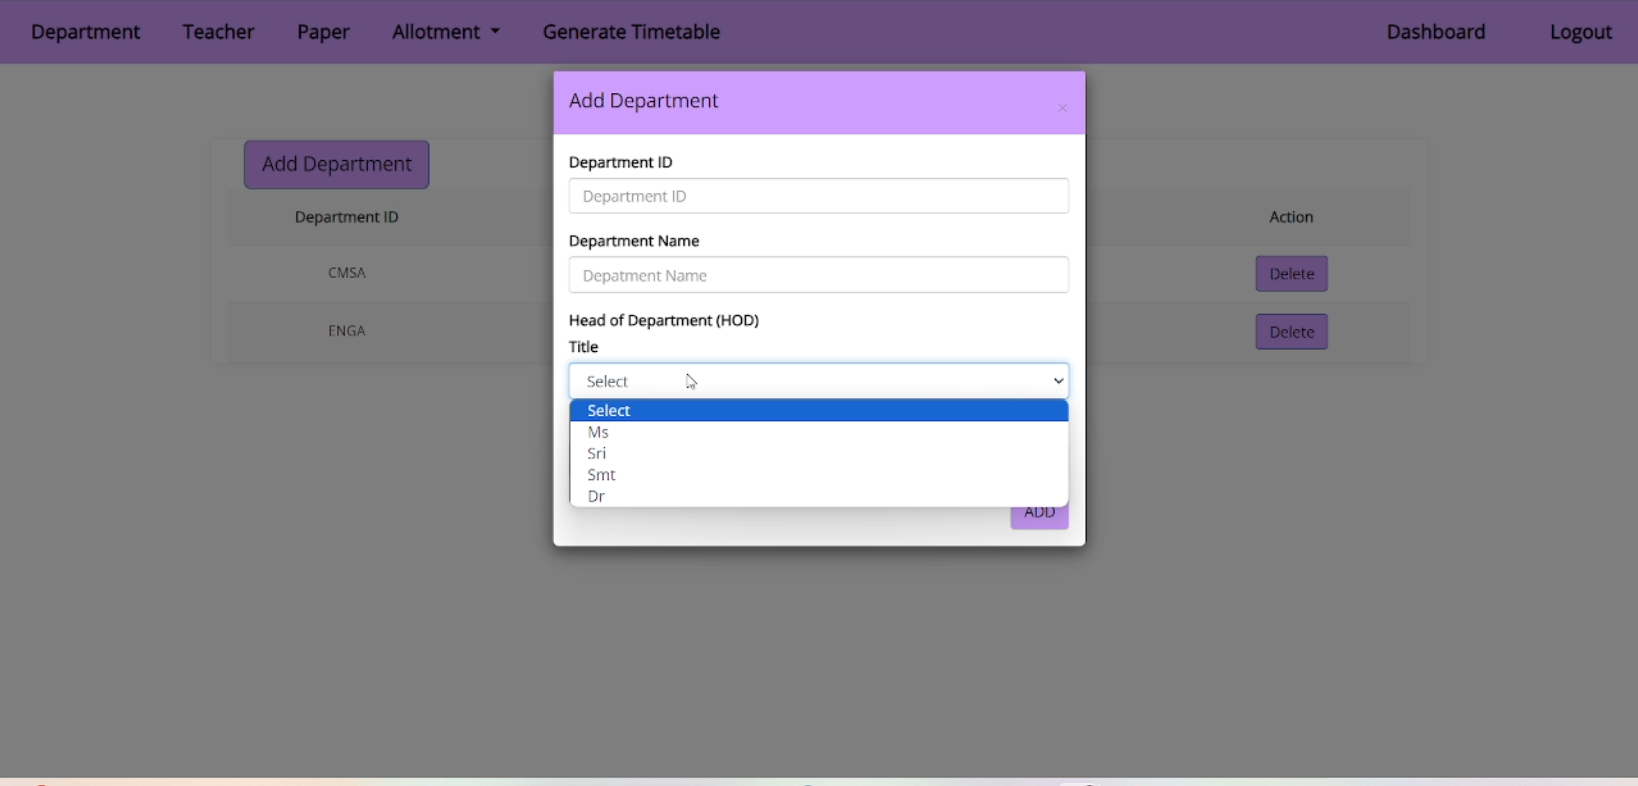 Department Teacher Paper Allotment Generate Timetable Dashboard Logout
Add Department
×
Add Department
Department ID
Department ID
Department Name
Depatment Name
Head of Department (HOD)
Title
Select
Select
Ms
Sri
Smt
Dr
ADD
Department ID Action
CMSA Delete
ENGA Delete